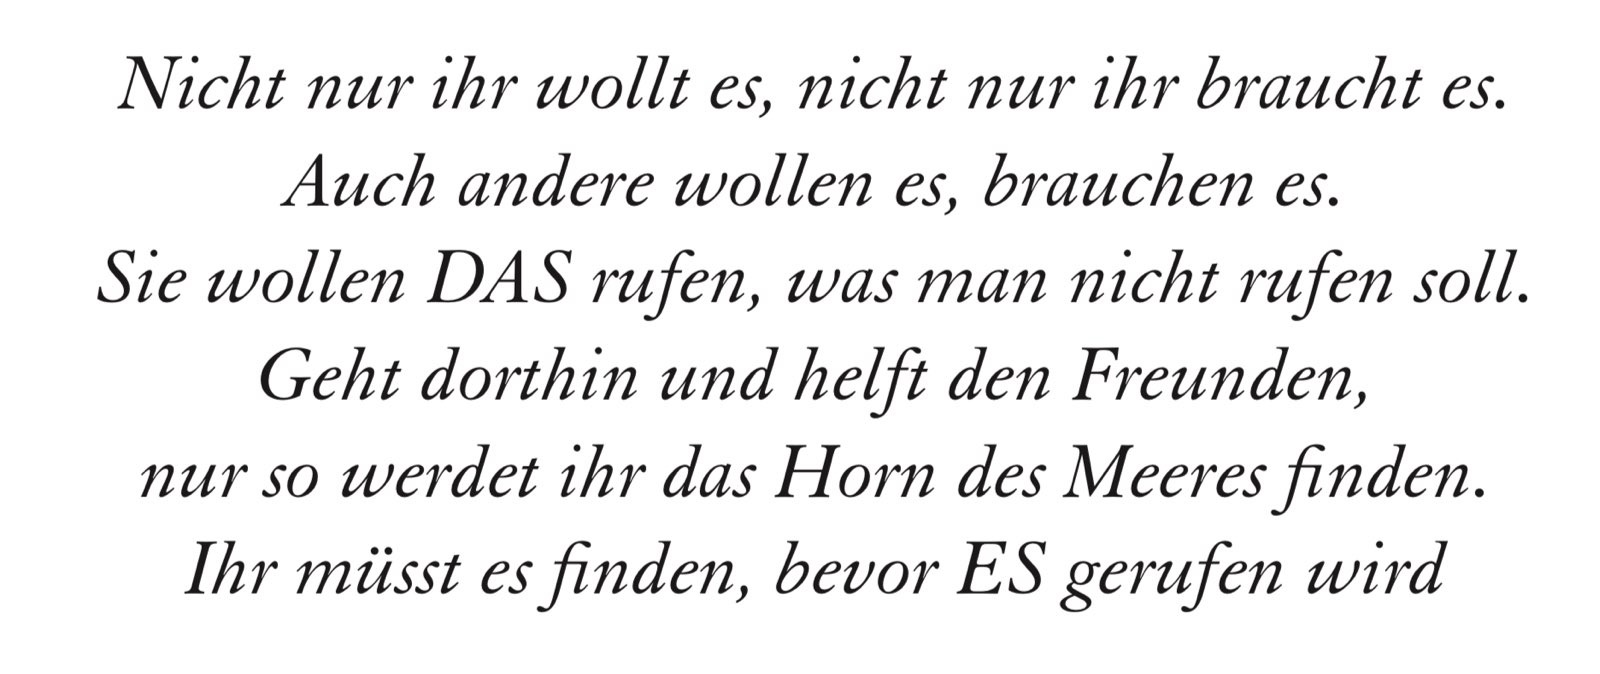 Nicht nur ihr wollt es, nicht nur ihr braucht es.
Auch andere wollen es, brauchen es.
Sie wollen DAS rufen, was man nicht rufen soll.
Geht dorthin und helft den Freunden,
nur so werdet ihr das Horn des Meeres finden.
Ihr müsst es finden, bevor ES gerufen wird